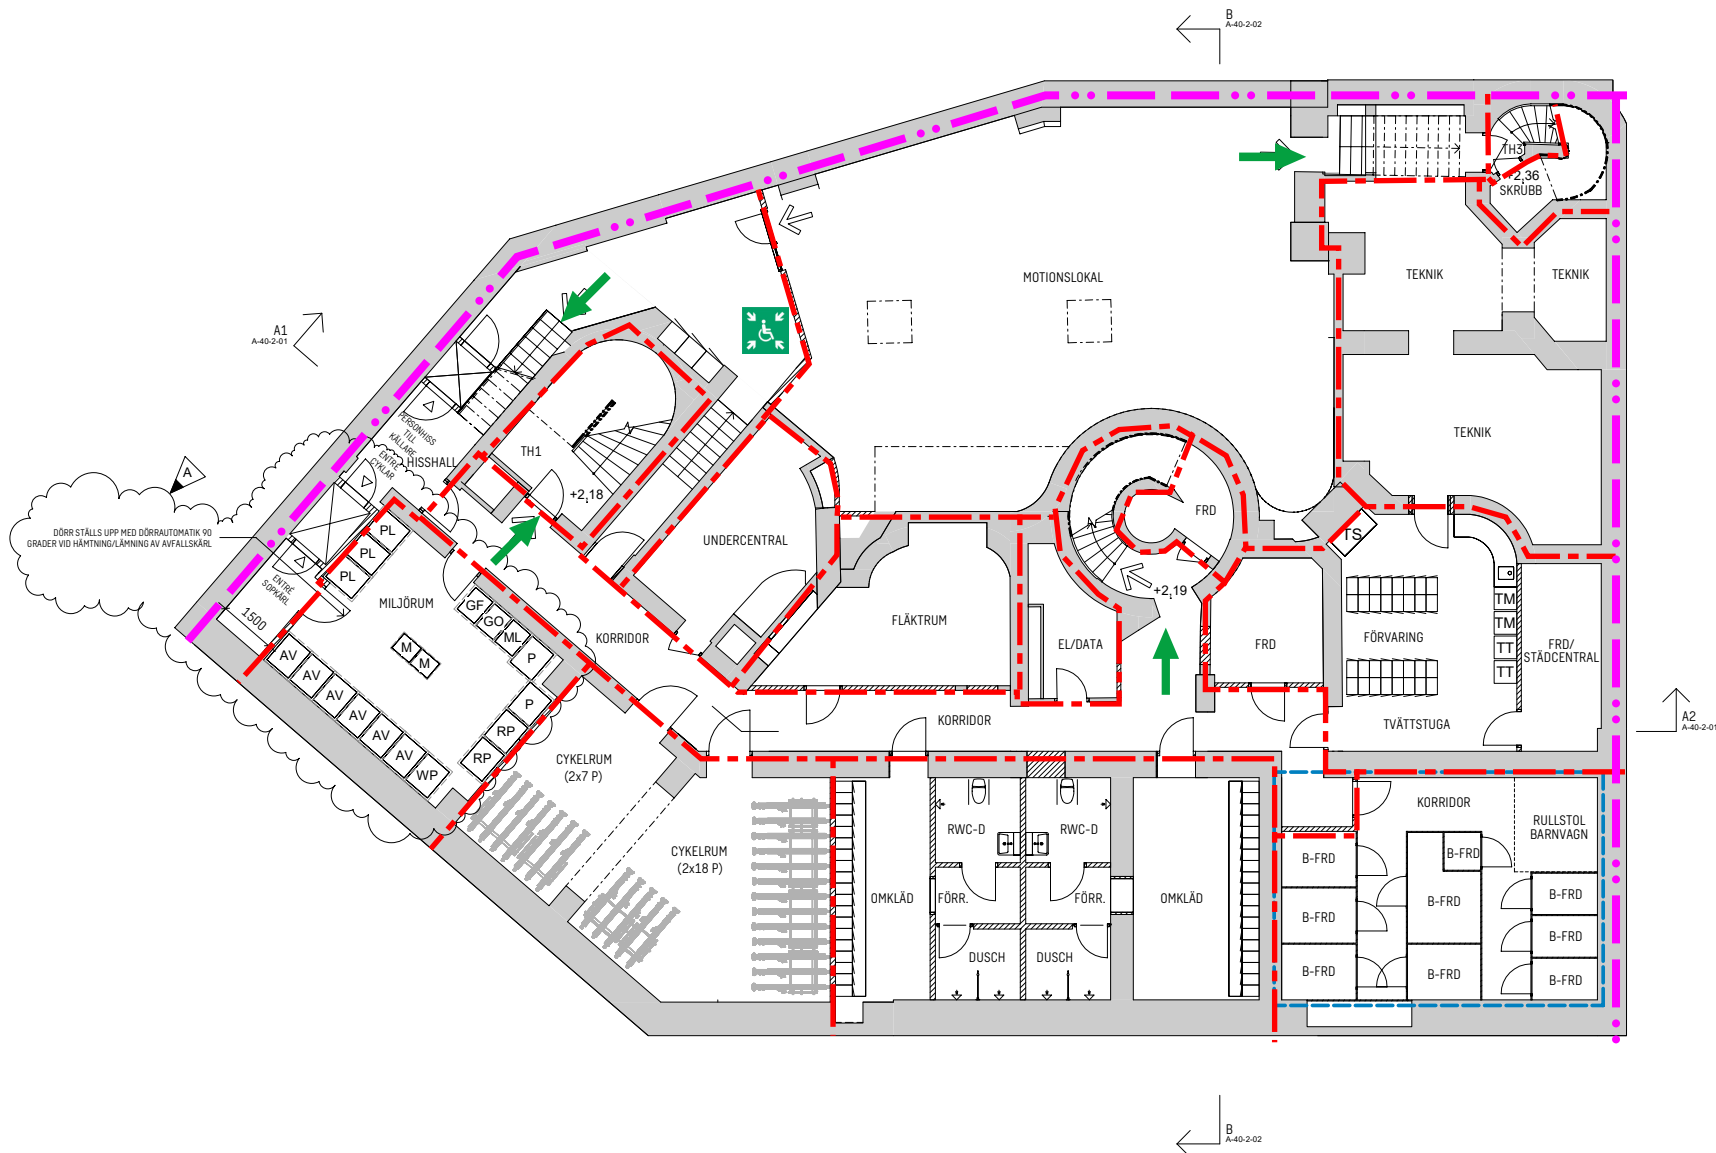 B
A-40-2-02
TH3
+2,36
SKRUBB
MOTIONSLOKAL
TEKNIK
TEKNIK
A1
A-40-2-01
PERSONHISS
TILL
KÄLLARE
ENTRÉ
CYKLAR
HISSHALL
TH1
+2,18
TEKNIK
A
DÖRR STÄLLS UPP MED DÖRRAUTOMATIK 90
GRADER VID HÄMTNING/LÄMNING AV AVFALLSKÄRL
PL
PL
PL
ENTRÉ
SOPKÄRL
1500
MILJÖRUM
GF
GO
ML
P
M
M
AV
AV
AV
AV
AV
AV
WP
P
RP
RP
UNDERCENTRAL
KORRIDOR
FLÄKTRUM
EL/DATA
FRD
+2,19
FRD
TS
TM
TM
TT
TT
FÖRVARING
FRD/
STÄDCENTRAL
TVÄTTSTUGA
KORRIDOR
A2
A-40-2-01
CYKELRUM
(2x7 P)
CYKELRUM
(2x18 P)
OMKLÄD
RWC-D
RWC-D
FÖRR.
FÖRR.
DUSCH
DUSCH
OMKLÄD
KORRIDOR
RULLSTOL
BARNVAGN
B-FRD
B-FRD
B-FRD
B-FRD
B-FRD
B-FRD
B-FRD
B-FRD
B-FRD
B
A-40-2-02